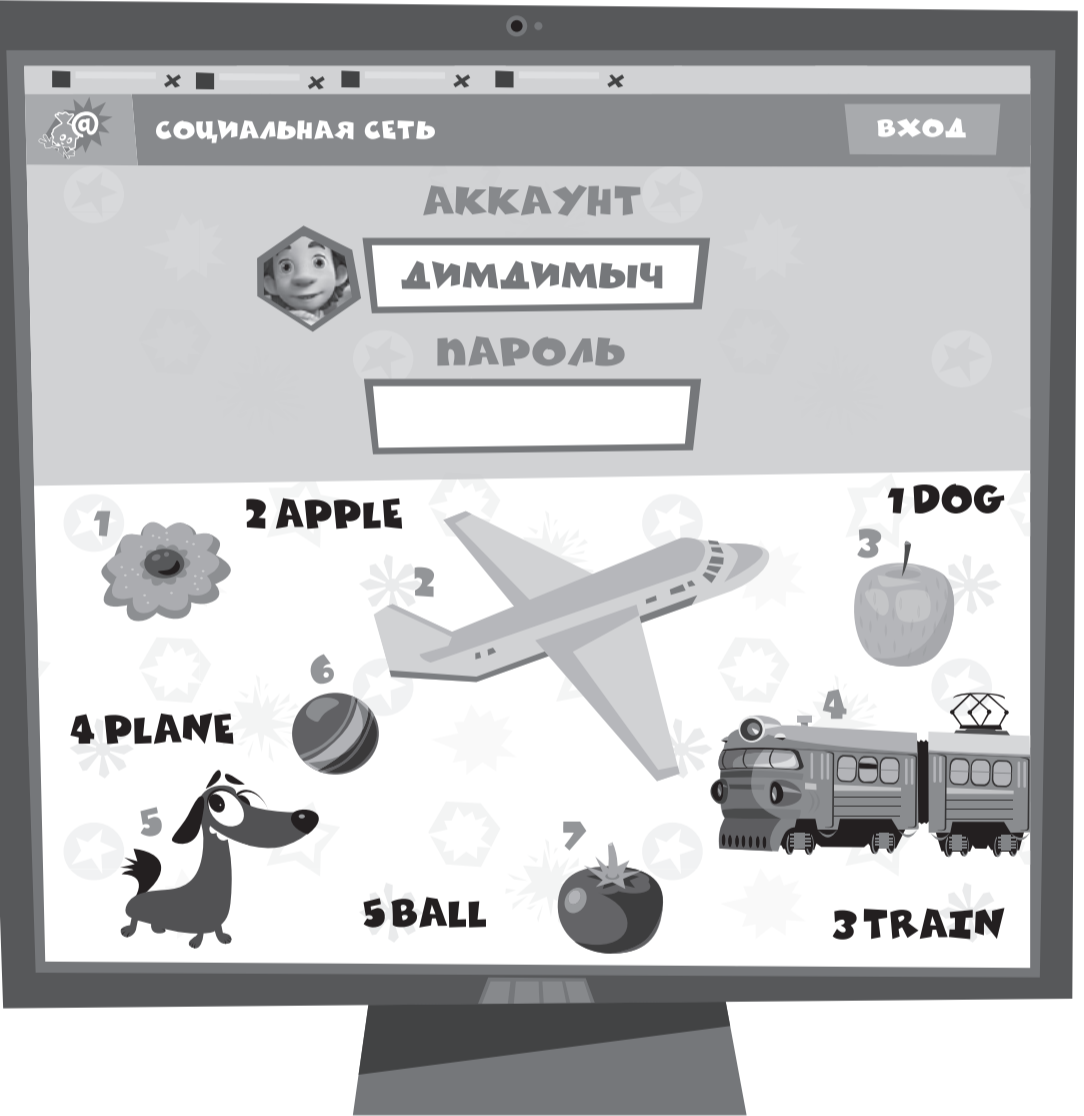 @
СОЦИАЛЬНАЯ СЕТЬ
ВХОД
АККАУНТ
ДИМДИМЫЧ
ПАРОЛЬ
1
2 APPLE
1 DOG
2
3
6
4 PLANE
4
5
7
5 BALL
3 TRAIN